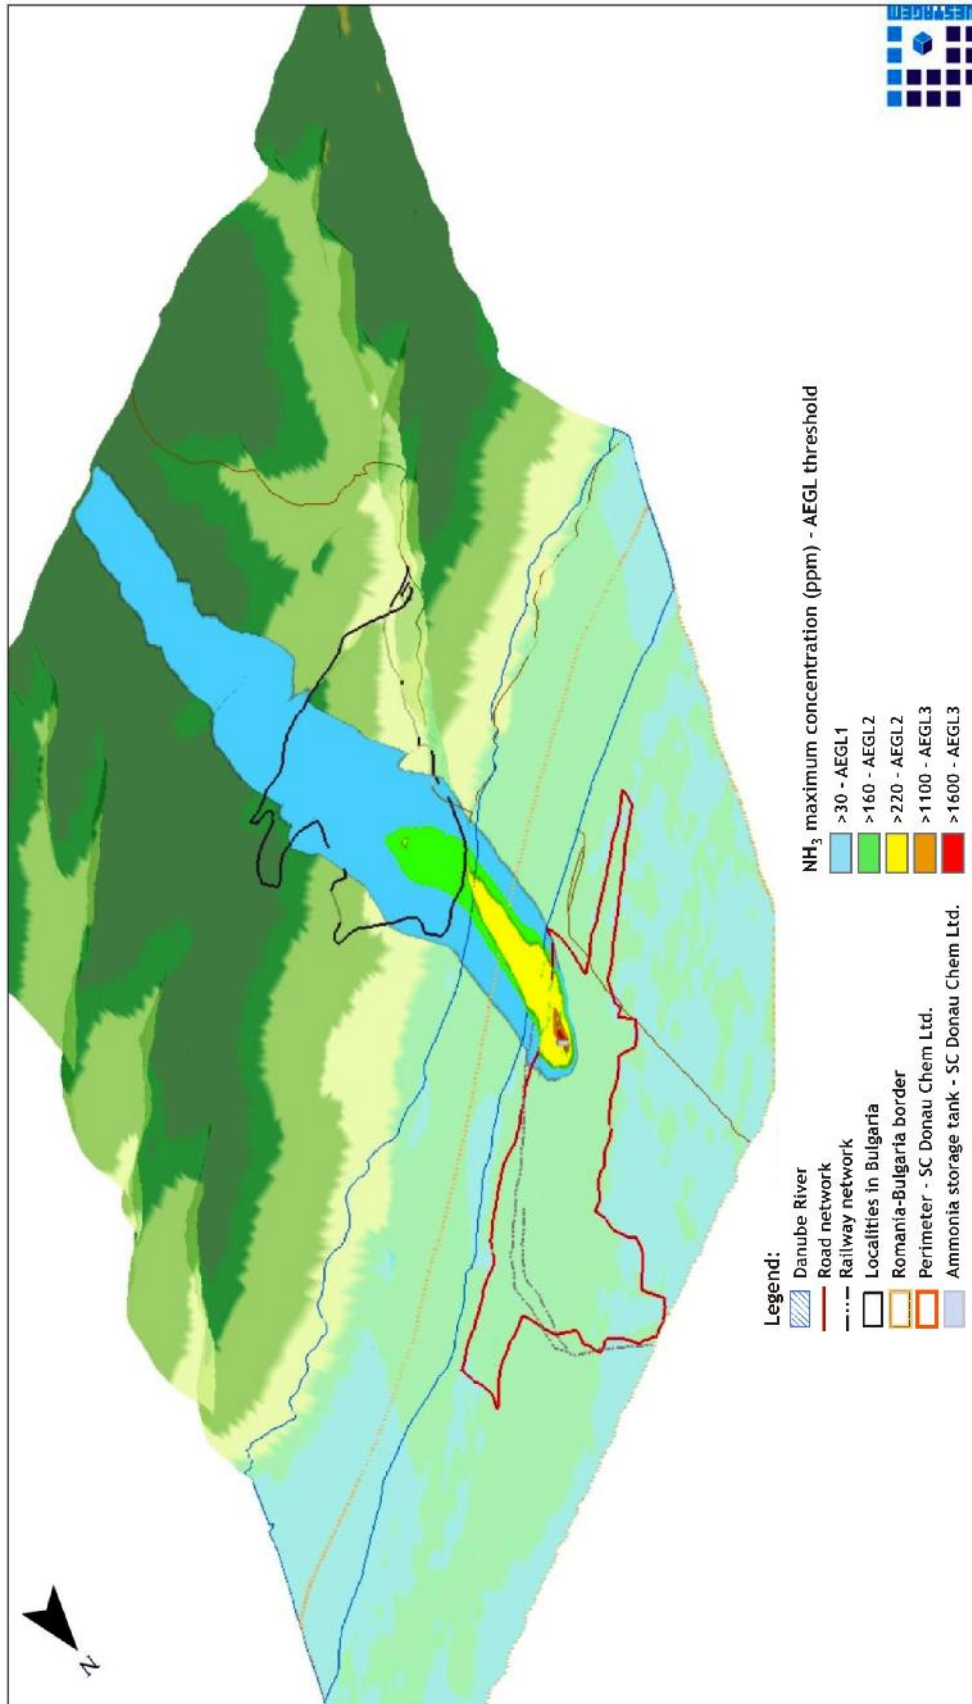 N
Legend:
Danube River
Road network
Railway network
Localities in Bulgaria
Romania-Bulgaria border
Perimeter - SC Donau Chem Ltd.
Ammonia storage tank - SC Donau Chem Ltd.
NH₃ maximum concentration (ppm) - AEGL threshold
>30 - AEGL1
>160 - AEGL2
>220 - AEGL2
>1100 - AEGL3
>1600 - AEGL3